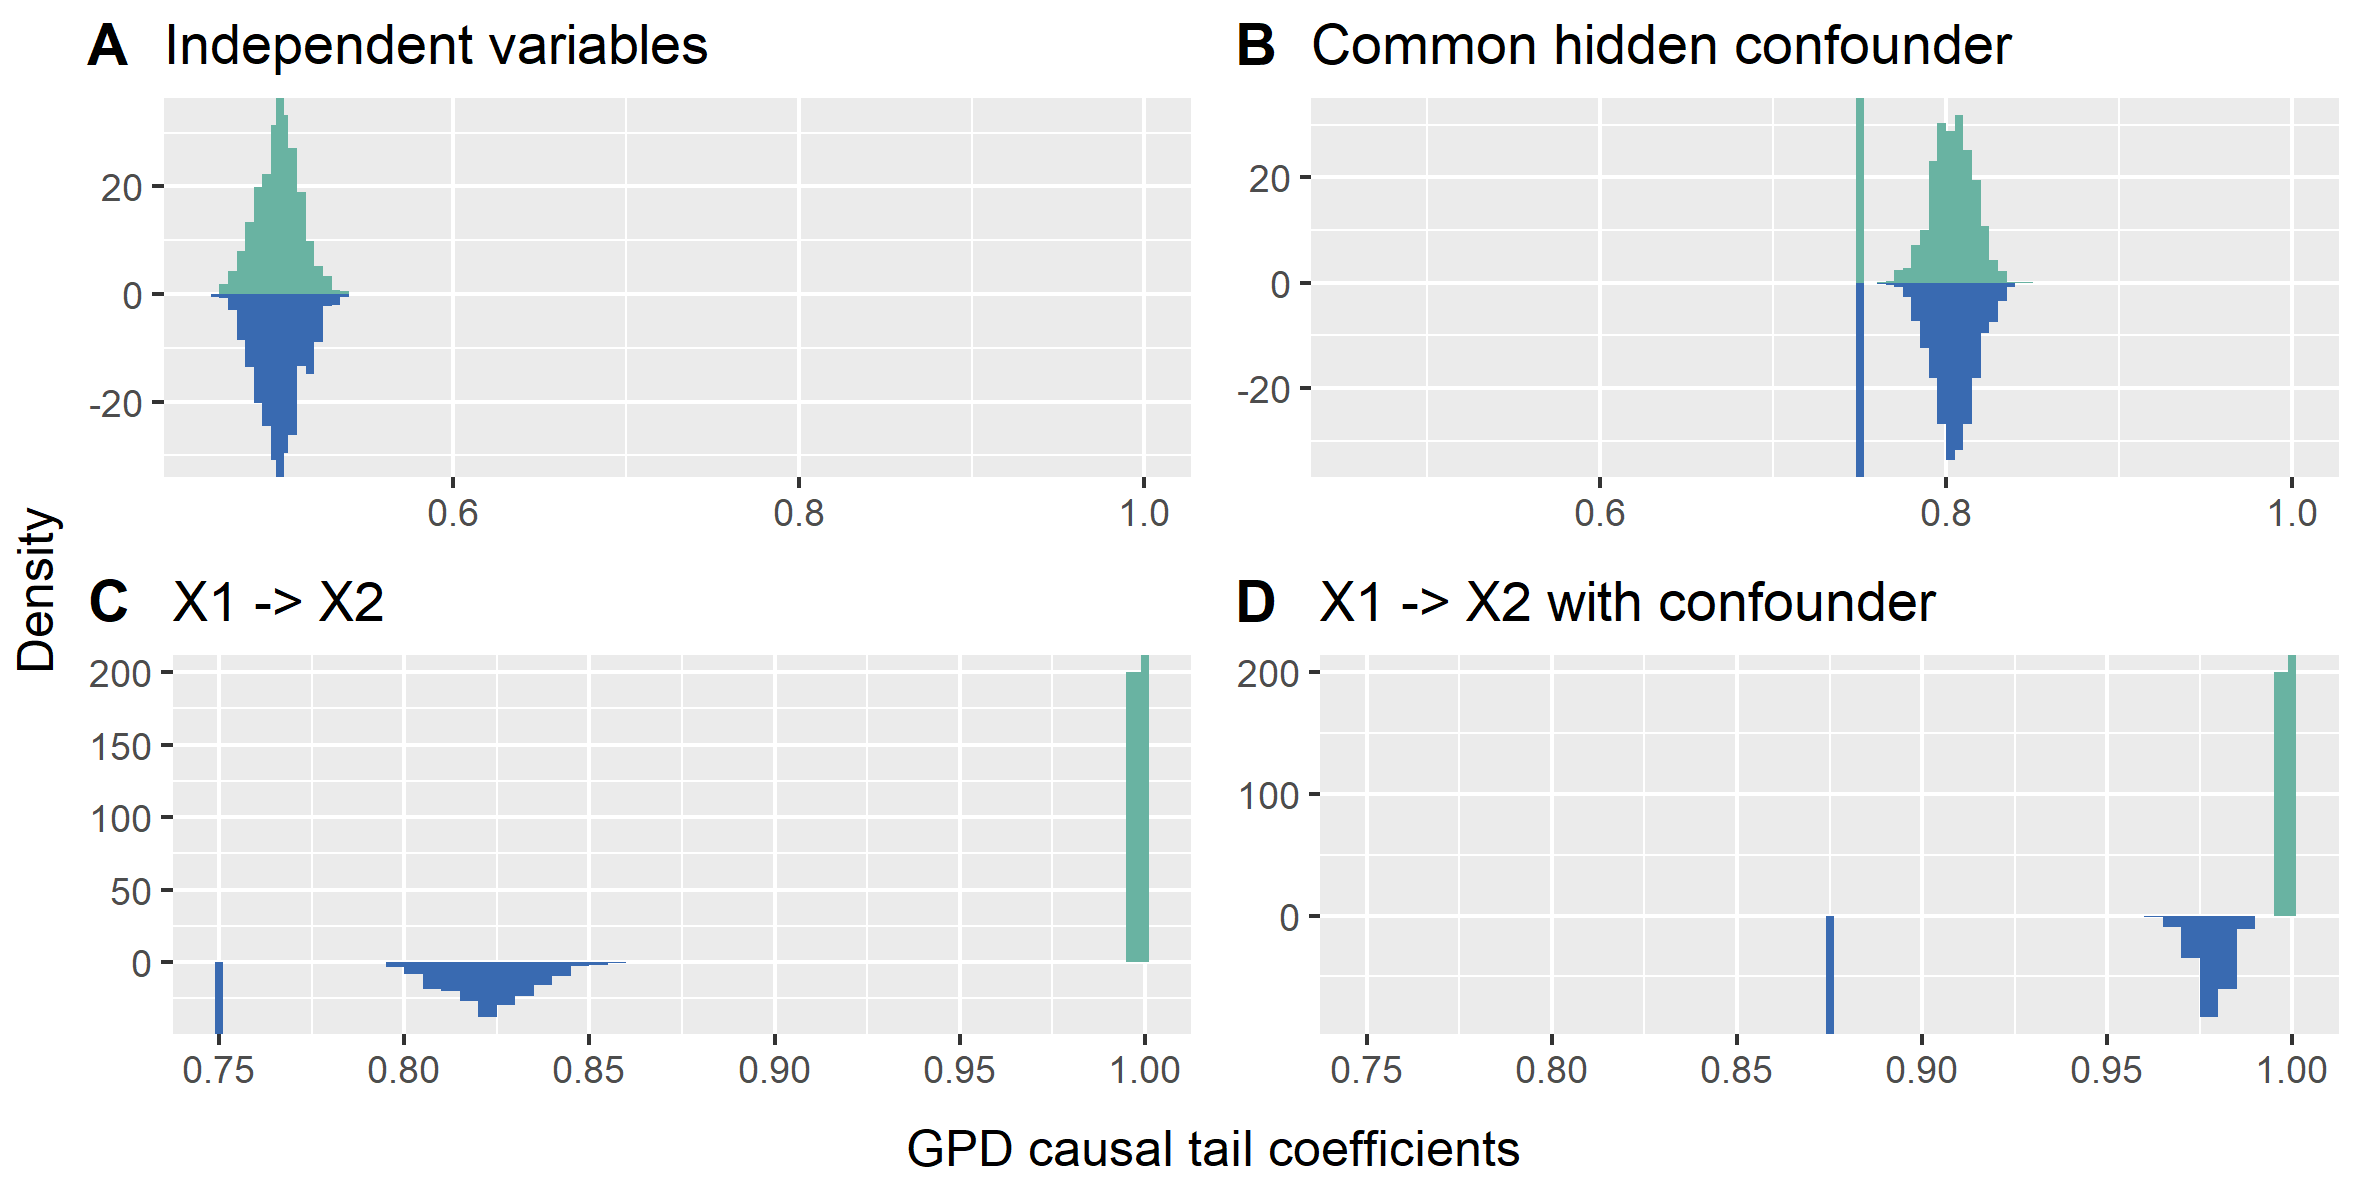 A Independent variables
20
0
-20
0.6 0.8 1.0
B Common hidden confounder
20
0
-20
0.6 0.8 1.0
Density
C X1 -> X2
200
150
100
50
0
0.75 0.80 0.85 0.90 0.95 1.00
D X1 -> X2 with confounder
200
100
0
0.75 0.80 0.85 0.90 0.95 1.00
GPD causal tail coefficients